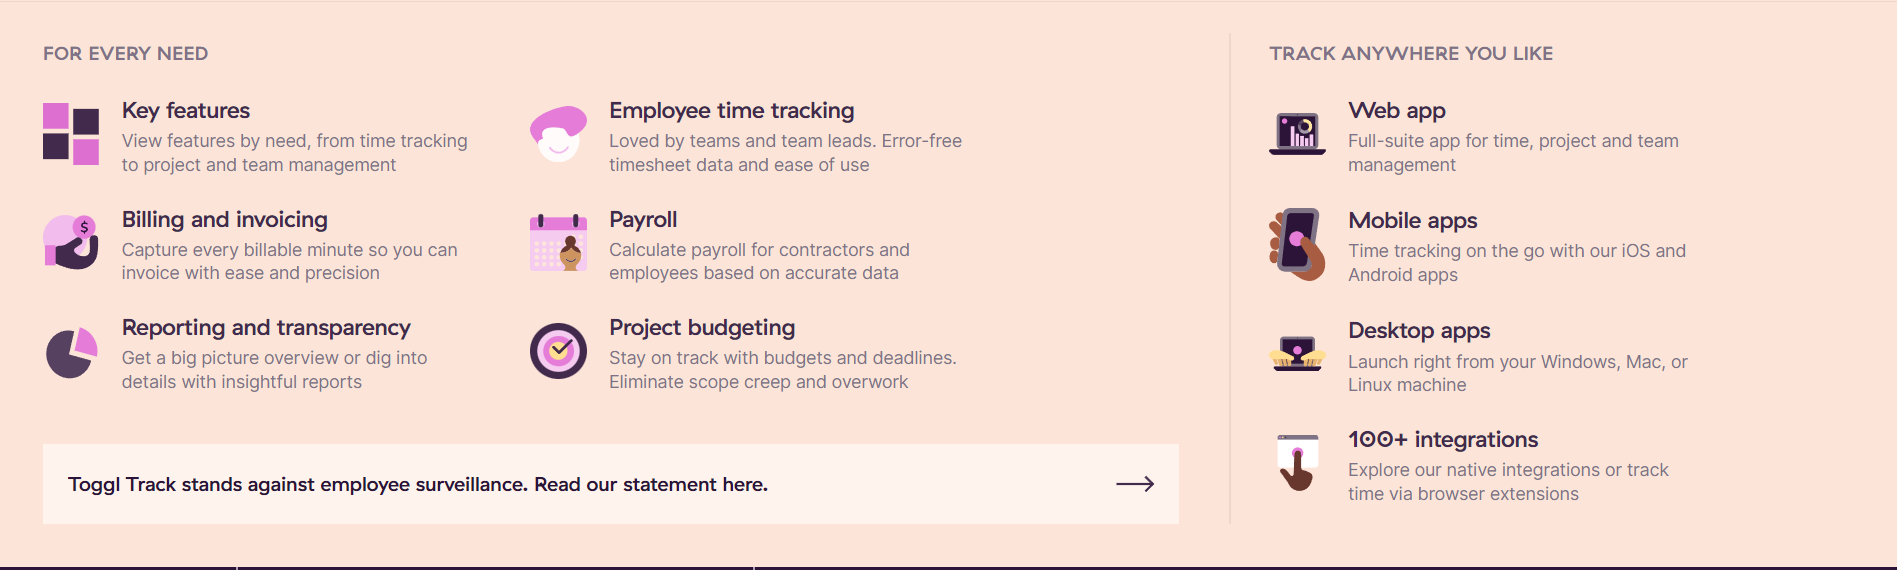 FOR EVERY NEED
Key features
View features by need, from time tracking
to project and team management
Billing and invoicing
Capture every billable minute so you can
invoice with ease and precision
Reporting and transparency
Get a big picture overview or dig into
details with insightful reports
Employee time tracking
Loved by teams and team leads. Error-free
timesheet data and ease of use
Payroll
Calculate payroll for contractors and
employees based on accurate data
Project budgeting
Stay on track with budgets and deadlines.
Eliminate scope creep and overwork
Toggl Track stands against employee surveillance. Read our statement here.
TRACK ANYWHERE YOU LIKE
Web app
Full-suite app for time, project and team
management
Mobile apps
Time tracking on the go with our iOS and
Android apps
Desktop apps
Launch right from your Windows, Mac, or
Linux machine
100+ integrations
Explore our native integrations or track
time via browser extensions